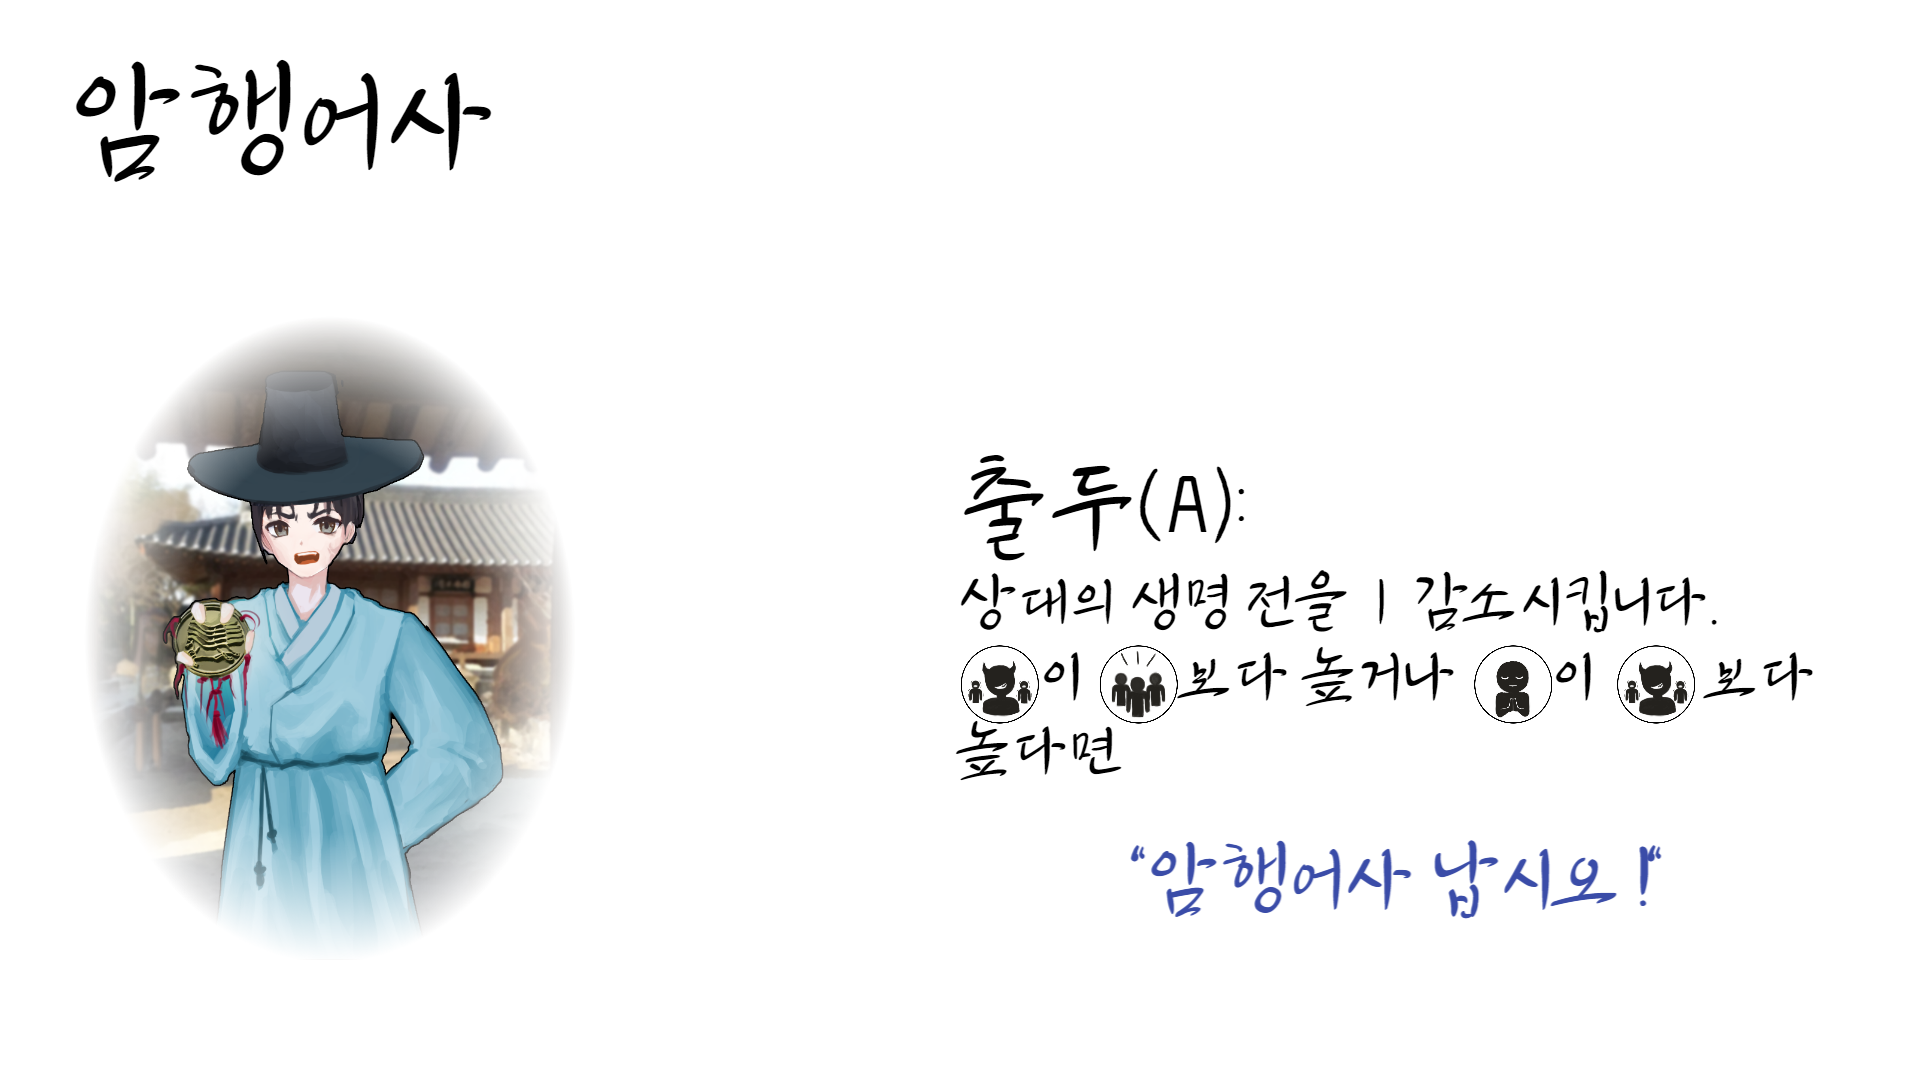 암행어사
출두(A):
상대의 생명 전을 1 감소시킵니다.
이 보다 높거나 이 보다
높다면
"암행어사 납시오!"